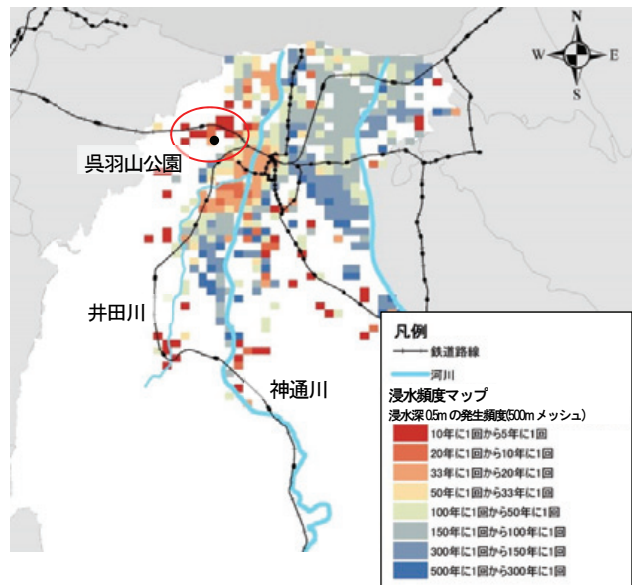 N
W E
S
呉羽山公園
井田川
神通川
凡例
鉄道路線
河川
浸水頻度マップ
浸水深0.5mの発生頻度(500mメッシュ)
10年に1回から5年に1回
20年に1回から10年に1回
33年に1回から20年に1回
50年に1回から33年に1回
100年に1回から50年に1回
150年に1回から100年に1回
300年に1回から150年に1回
500年に1回から300年に1回